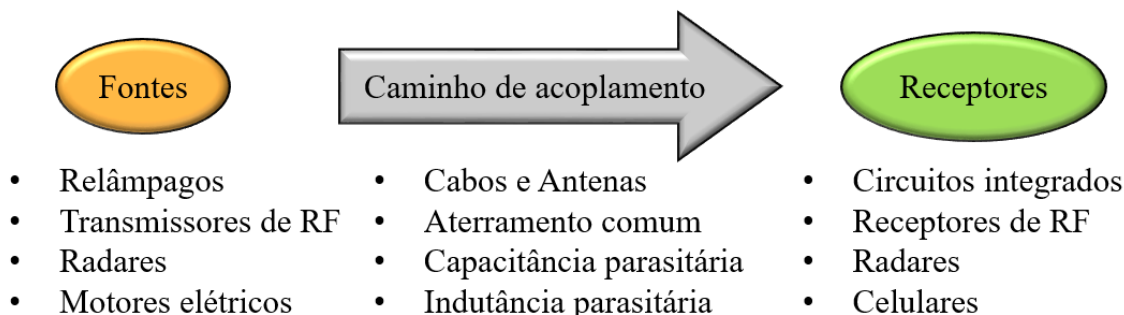 Fontes
Caminho de acoplamento
Receptores
• Relâmpagos
• Transmissores de RF
• Radares
• Motores elétricos
• Cabos e Antenas
• Aterramento comum
• Capacitância parasitária
• Indutância parasitária
• Circuitos integrados
• Receptores de RF
• Radares
• Celulares